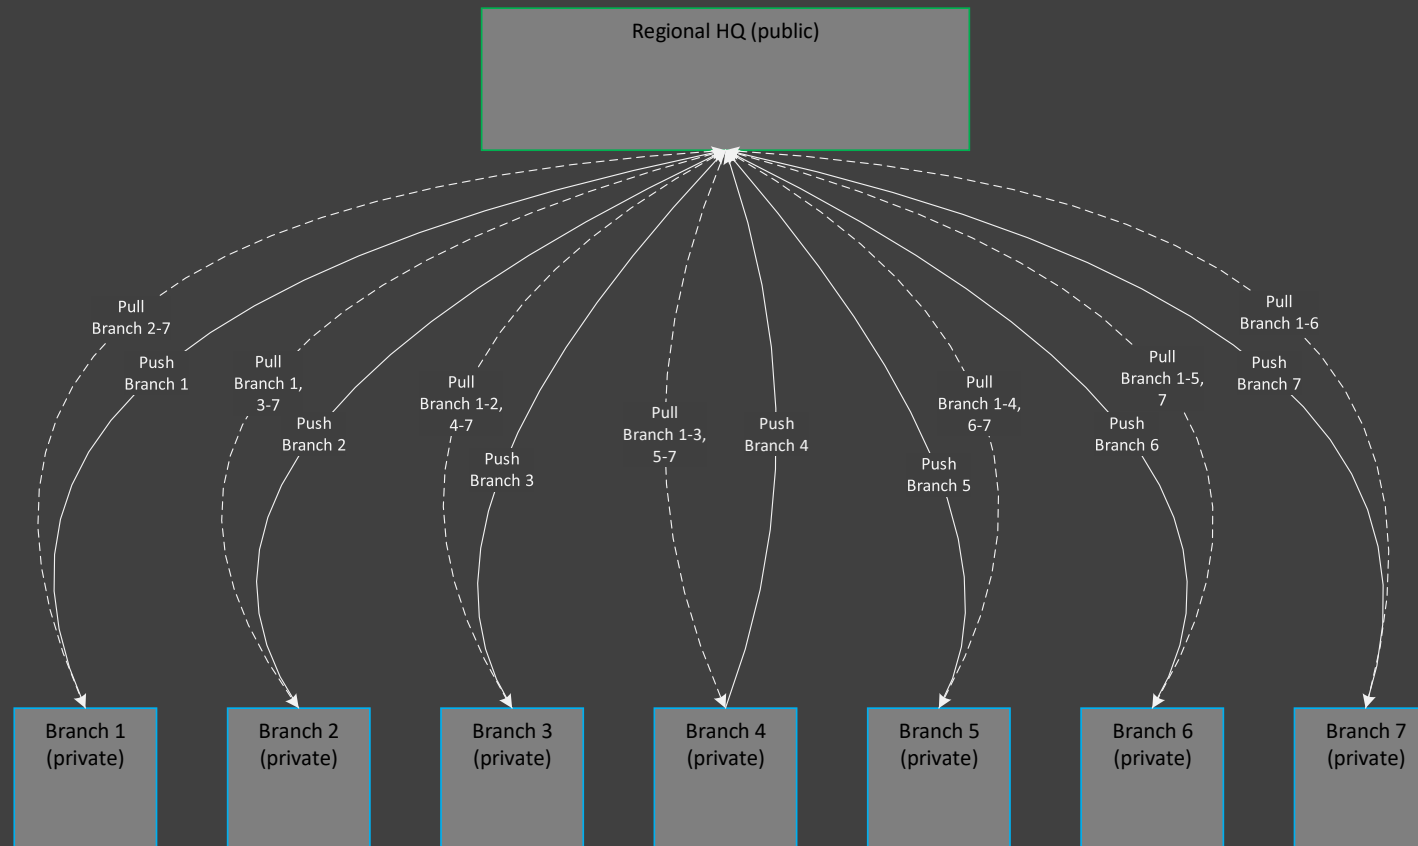 Regional HQ (public)
Pull
Branch 2-7
Push
Branch 1
Pull
Branch 1,
3-7
Push
Branch 2
Pull
Branch 1-2,
4-7
Push
Branch 3
Pull
Branch 1-3,
5-7
Push
Branch 4
Pull
Branch 1-4,
6-7
Push
Branch 5
Pull
Branch 1-5,
7
Push
Branch 6
Pull
Branch 1-6
Push
Branch 7
Branch 1
(private)
Branch 2
(private)
Branch 3
(private)
Branch 4
(private)
Branch 5
(private)
Branch 6
(private)
Branch 7
(private)